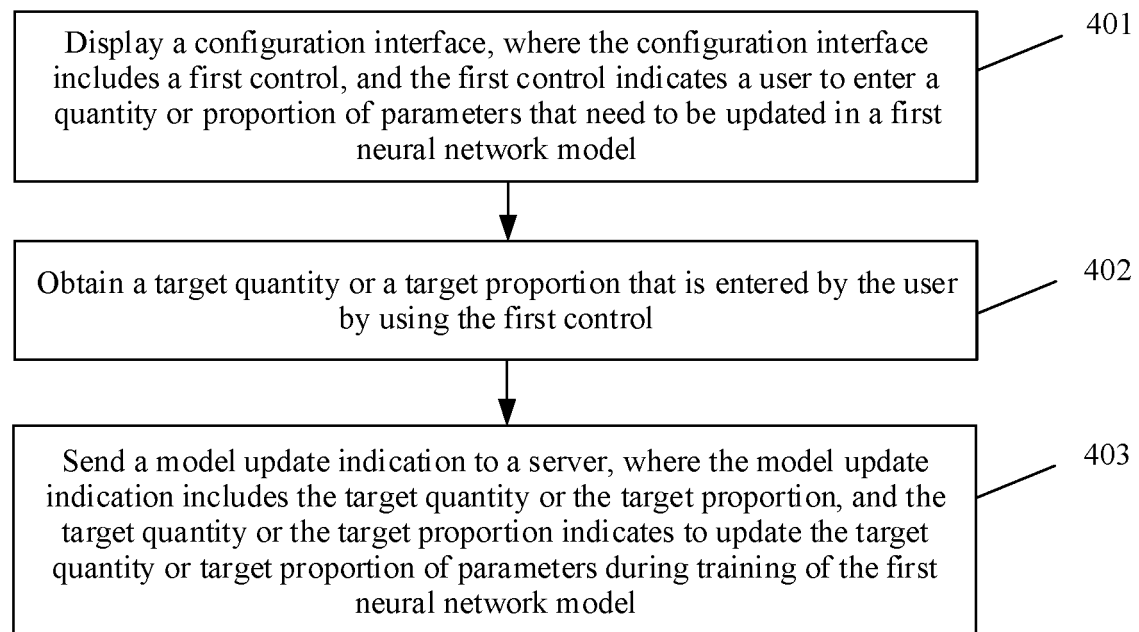 Display a configuration interface, where the configuration interface
includes a first control, and the first control indicates a user to enter a
quantity or proportion of parameters that need to be updated in a first
neural network model
401
Obtain a target quantity or a target proportion that is entered by the user
by using the first control
402
Send a model update indication to a server, where the model update
indication includes the target quantity or the target proportion, and the
target quantity or the target proportion indicates to update the target
quantity or target proportion of parameters during training of the first
neural network model
403